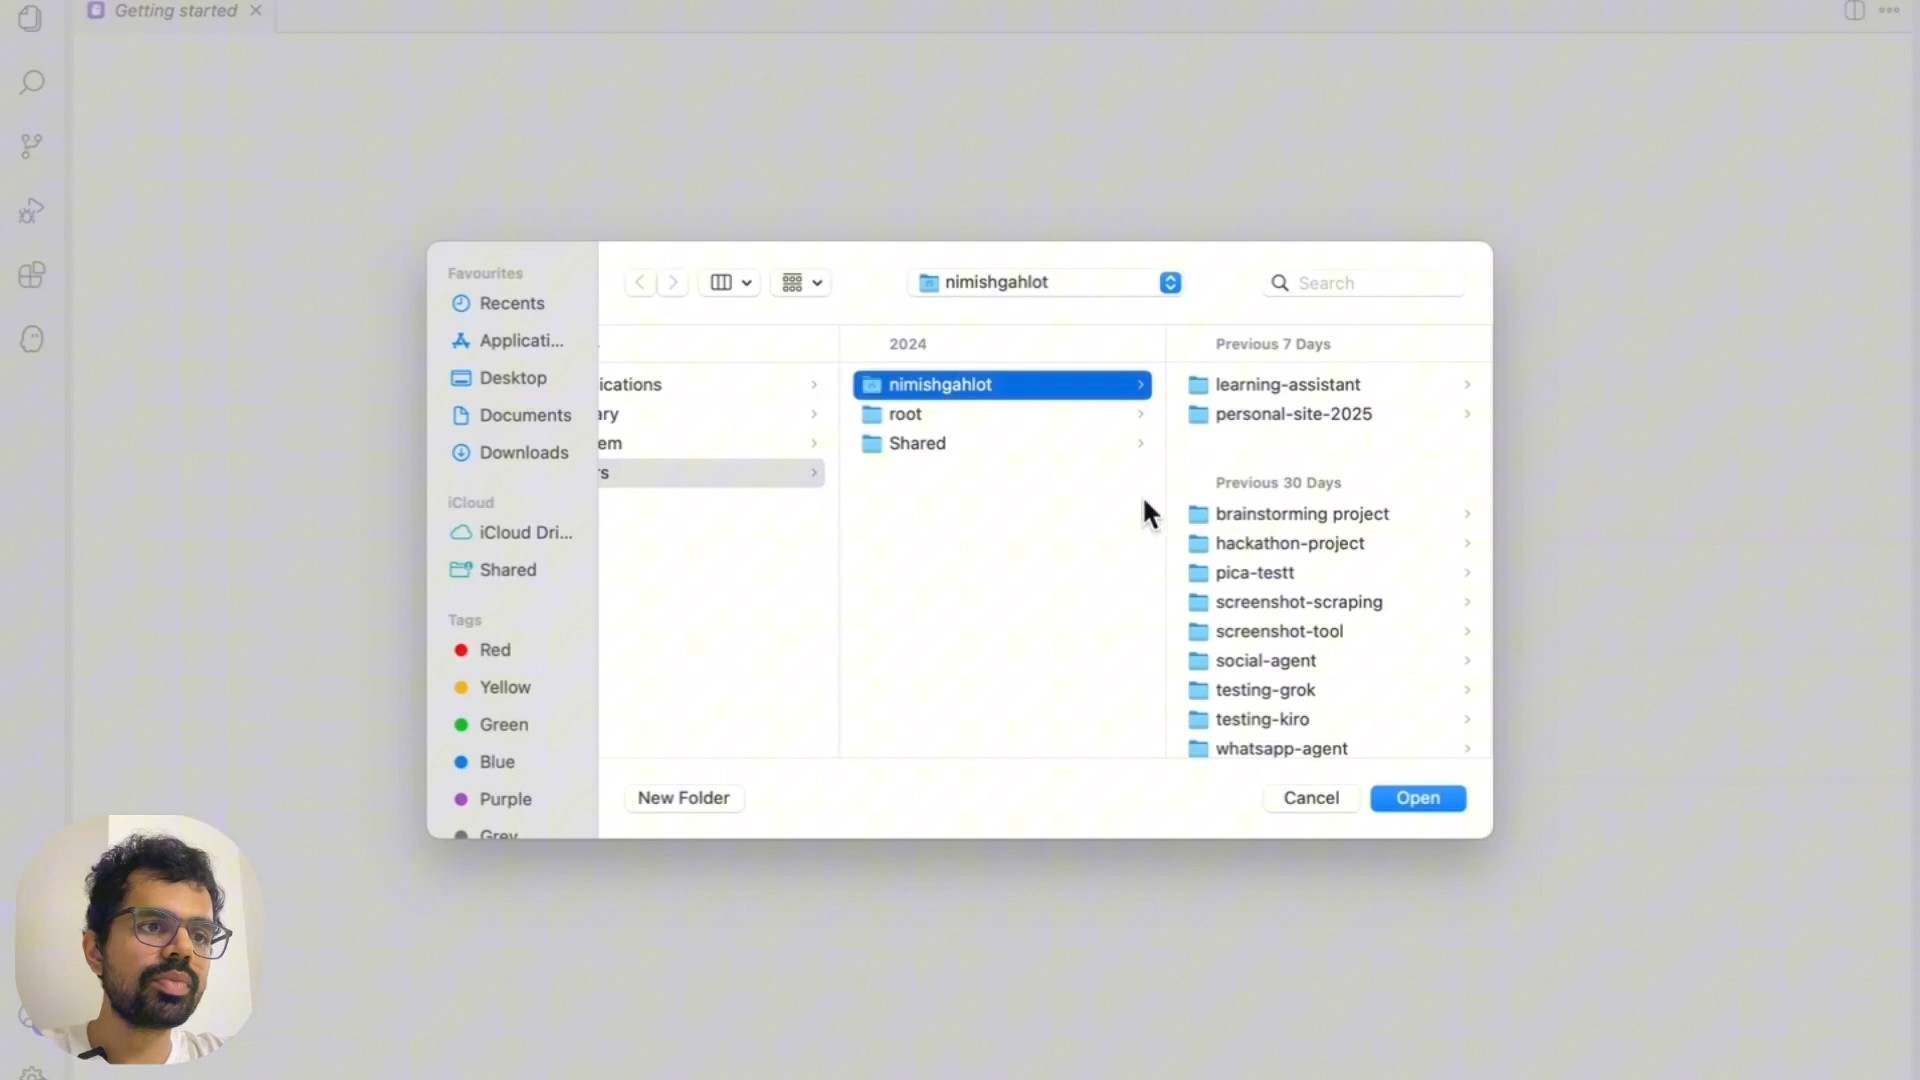 Getting started
Favourites
Recents
Applicati...
Desktop
Documents
Downloads
iCloud
iCloud Dri...
Shared
Tags
Red
Yellow
Green
Blue
Purple
Grey
nimishgahlot
Search
ications
ary
em
rs
2024
nimishgahlot
root
Shared
Previous 7 Days
learning-assistant
personal-site-2025
Previous 30 Days
brainstorming project
hackathon-project
pica-testt
screenshot-scraping
screenshot-tool
social-agent
testing-grok
testing-kiro
whatsapp-agent
New Folder
Cancel
Open